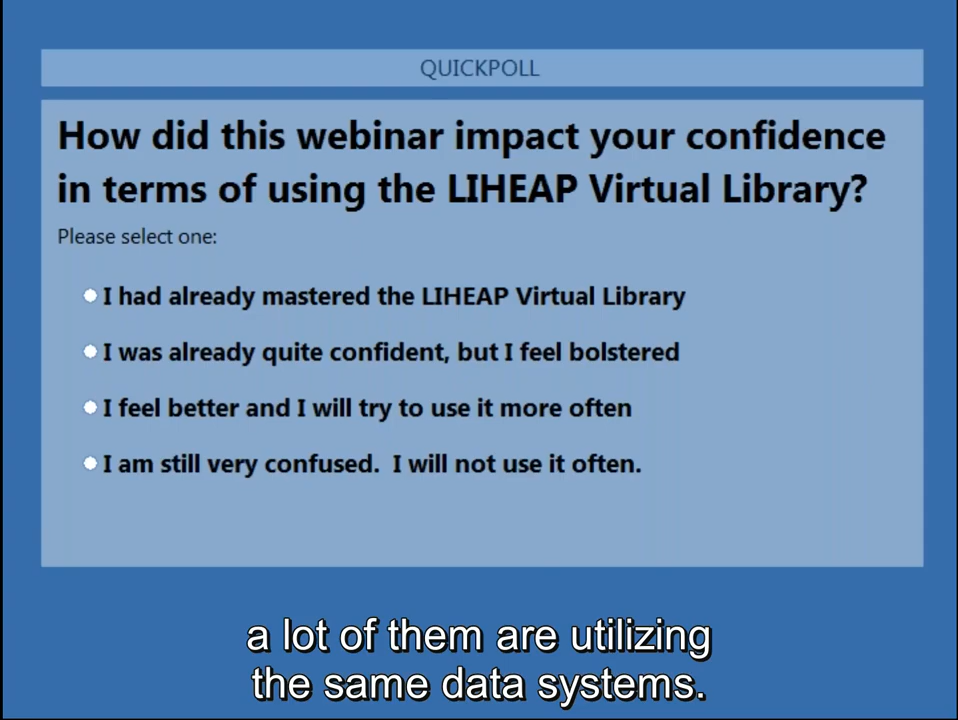 QUICKPOLL
How did this webinar impact your confidence
in terms of using the LIHEAP Virtual Library?
Please select one:
I had already mastered the LIHEAP Virtual Library
I was already quite confident, but I feel bolstered
I feel better and I will try to use it more often
I am still very confused.  I will not use it often.
a lot of them are utilizing
the same data systems.